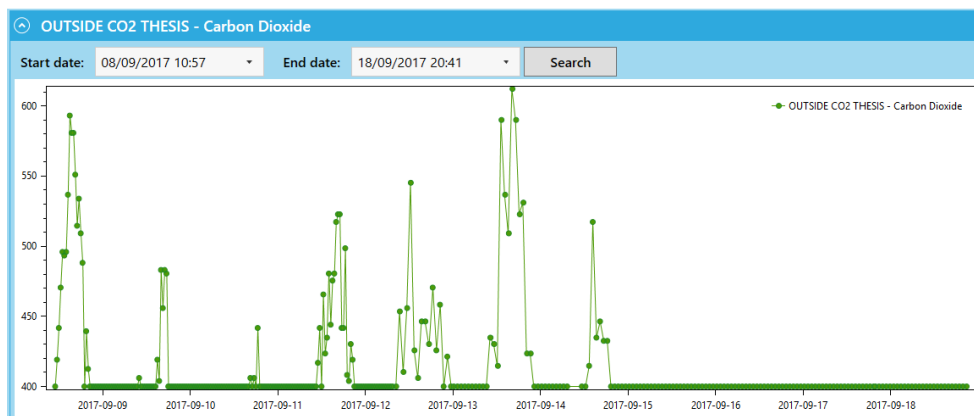 OUTSIDE CO2 THESIS - Carbon Dioxide
Start date: 08/09/2017 10:57 End date: 18/09/2017 20:41 Search
600
OUTSIDE CO2 THESIS - Carbon Dioxide
550
500
450
400
2017-09-09 2017-09-10 2017-09-11 2017-09-12 2017-09-13 2017-09-14 2017-09-15 2017-09-16 2017-09-17 2017-09-18